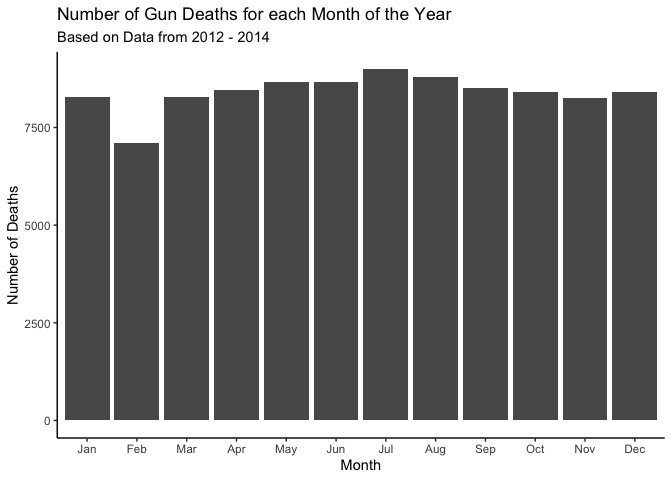 Number of Gun Deaths for each Month of the Year
Based on Data from 2012 - 2014
Number of Deaths
7500
5000
2500
0
Jan Feb Mar Apr May Jun Jul Aug Sep Oct Nov Dec
Month